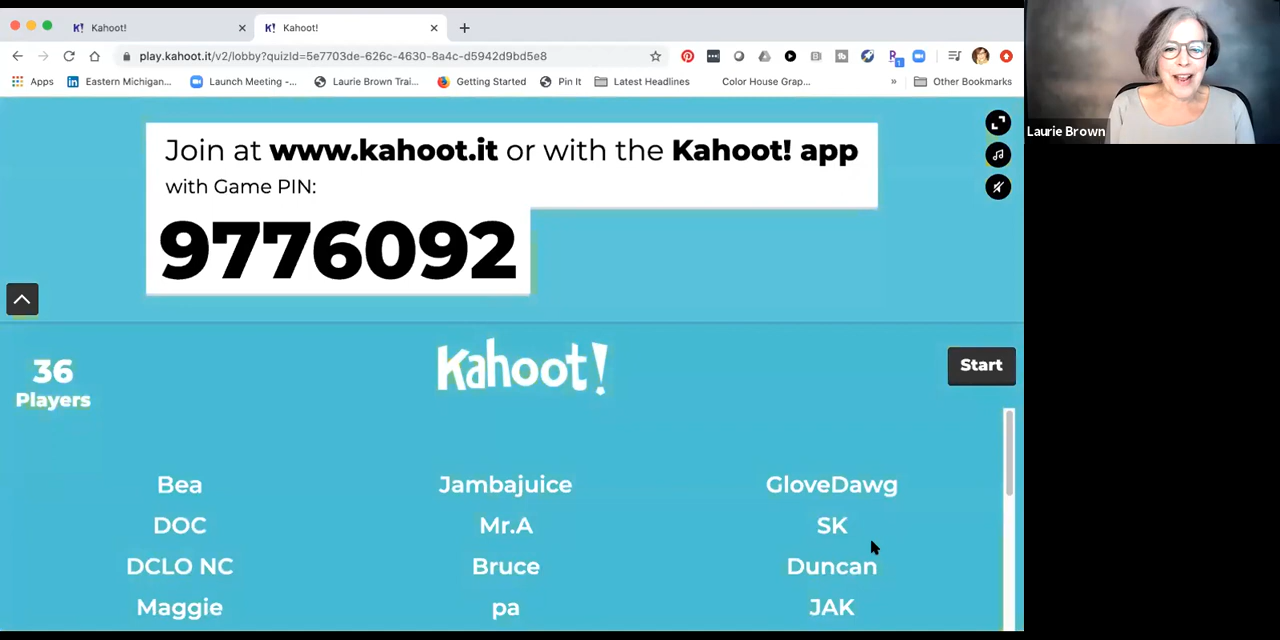 Kahoot!
Kahoot!
play.kahoot.it/v2/lobby?quizId=5e7703de-626c-4630-8a4c-d5942d9bd5e8
Apps
Eastern Michigan...
Launch Meeting -...
Laurie Brown Trai...
Getting Started
Pin It
Latest Headlines
Color House Grap...
»
Other Bookmarks
Laurie Brown
Join at www.kahoot.it or with the Kahoot! app
with Game PIN:
9776092
36
Players
Kahoot!
Start
Bea Jambajuice GloveDawg
DOC Mr.A SK
DCLO NC Bruce Duncan
Maggie pa JAK